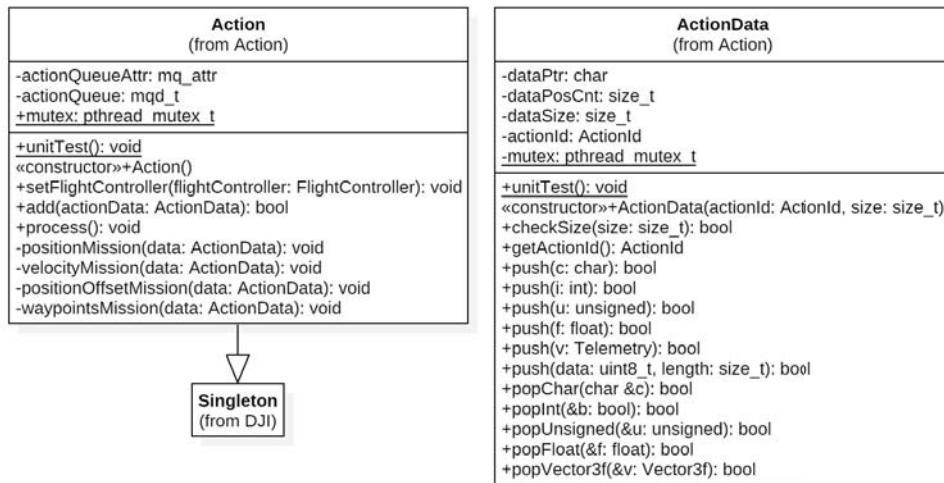 Action
(from Action)
-actionQueueAttr: mq_attr
-actionQueue: mqd_t
+mutex: pthread_mutex_t
+unitTest(): void
«constructor»+Action()
+setFlightController(flightController: FlightController): void
+add(actionData: ActionData): bool
+process(): void
-positionMission(data: ActionData): void
-velocityMission(data: ActionData): void
-positionOffsetMission(data: ActionData): void
-waypointsMission(data: ActionData): void
Singleton
(from DJI)
ActionData
(from Action)
-dataPtr: char
-dataPosCnt: size_t
-dataSize: size_t
-actionId: ActionId
-mutex: pthread_mutex_t
+unitTest(): void
«constructor»+ActionData(actionId: ActionId, size: size_t)
+checkSize(size: size_t): bool
+getActionId(): ActionId
+push(c: char): bool
+push(i: int): bool
+push(u: unsigned): bool
+push(f: float): bool
+push(v: Telemetry): bool
+push(data: uint8_t, length: size_t): bool
+popChar(char &c): bool
+popInt(&b: bool): bool
+popUnsigned(&u: unsigned): bool
+popFloat(&f: float): bool
+popVector3f(&v: Vector3f): bool